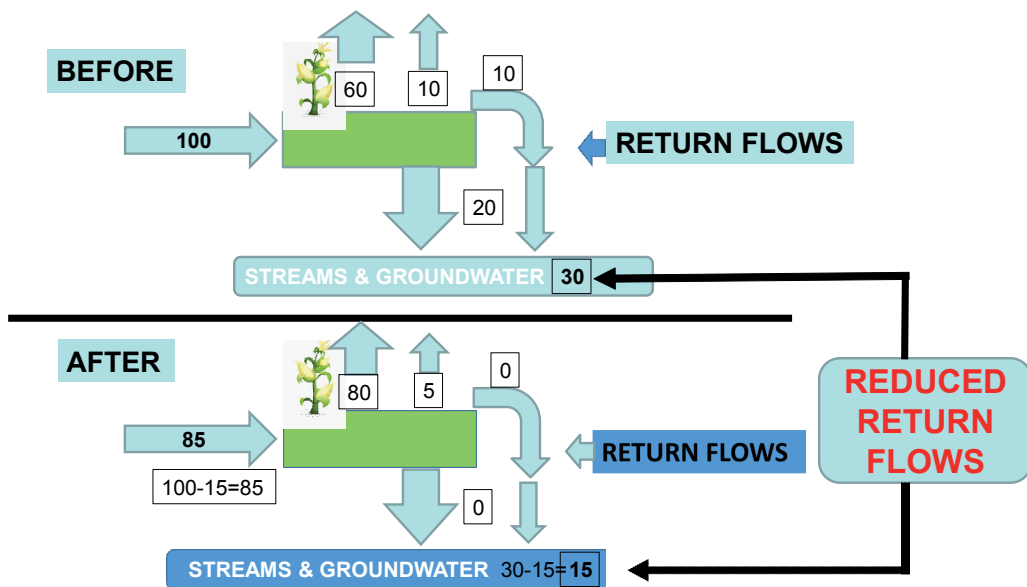 BEFORE
60
10
10
100
RETURN FLOWS
20
STREAMS & GROUNDWATER 30
AFTER
80
5
0
85
RETURN FLOWS
100-15=85
0
STREAMS & GROUNDWATER 30-15=15
REDUCED
RETURN
FLOWS